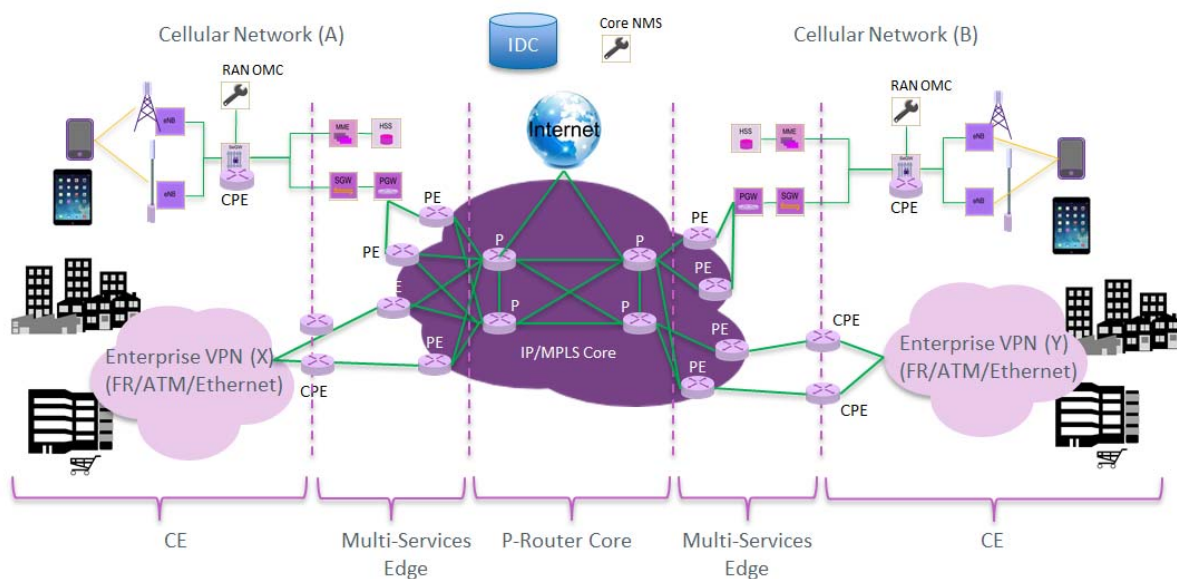 Cellular Network (A)
IDC
Core NMS
Cellular Network (B)
RAN OMC
RAN OMC
eNB
SeGW
MME
HSS
Internet
HSS
MME
SeGW
eNB
eNB
CPE
SGW
PGW
PE
PE
PGW
SGW
CPE
eNB
PE
P
P
PE
P
P
E
PE
CPE
Enterprise VPN (X)
(FR/ATM/Ethernet)
PE
IP/MPLS Core
PE
Enterprise VPN (Y)
(FR/ATM/Ethernet)
CPE
CPE
CE
Multi-Services
Edge
P-Router Core
Multi-Services
Edge
CE